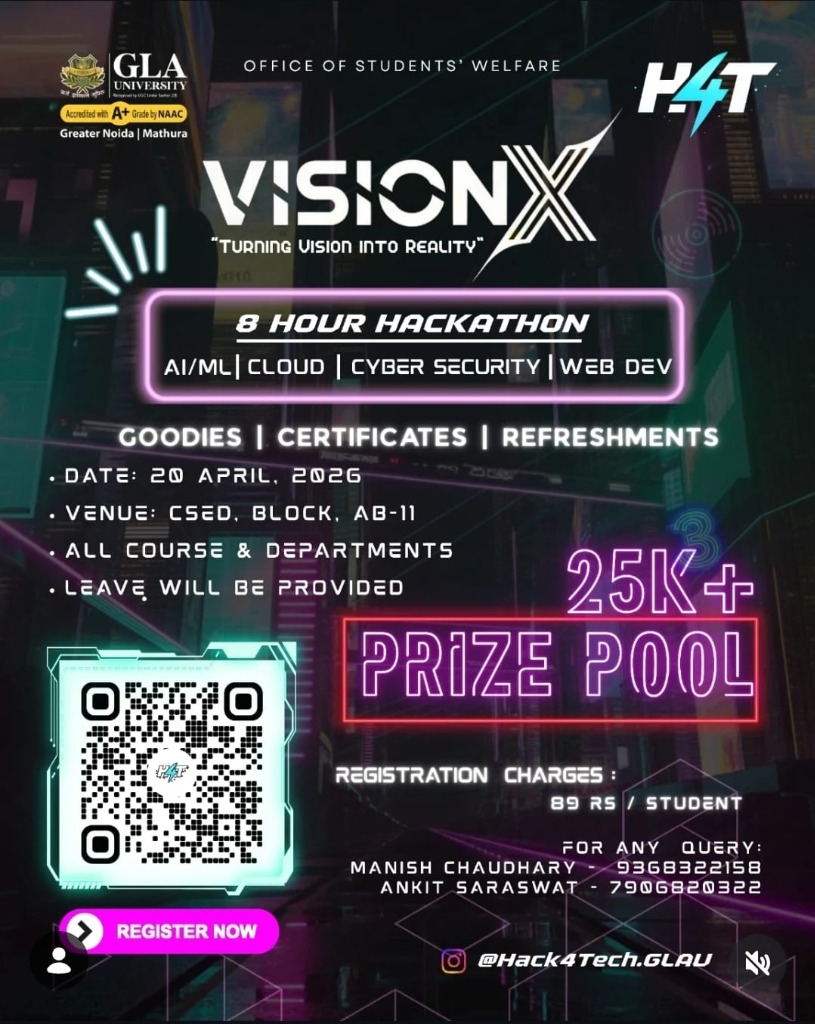 GLA
UNIVERSITY
Accredited with A+ Grade by NAAC
Greater Noida | Mathura
OFFICE OF STUDENTS' WELFARE
H4T
VISIONX
"TURNING VISION INTO REALITY"
8 HOUR HACKATHON
AI/ML| CLOUD | CYBER SECURITY | WEB DEV
GOODIES | CERTIFICATES | REFRESHMENTS
• DATE: 20 APRIL, 2026
• VENUE: CSED, BLOCK, AB-11
• ALL COURSE & DEPARTMENTS
• LEAVE WILL BE PROVIDED
3
25K+
PRIZE POOL
H4T
REGISTRATION CHARGES :
89 RS / STUDENT
FOR ANY QUERY:
MANISH CHAUDHARY - 9368322158
ANKIT SARASWAT - 7906820322
REGISTER NOW
@Hack4Tech.GLAU